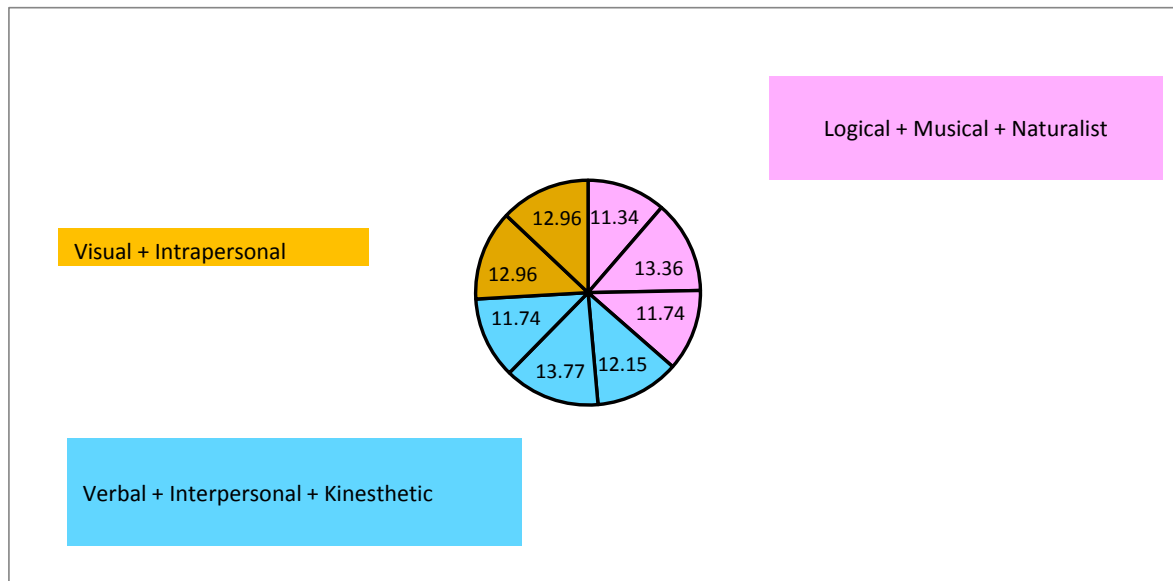 Logical + Musical + Naturalist
12.96
11.34
Visual + Intrapersonal
13.36
12.96
11.74
11.74
12.15
13.77
Verbal + Interpersonal + Kinesthetic